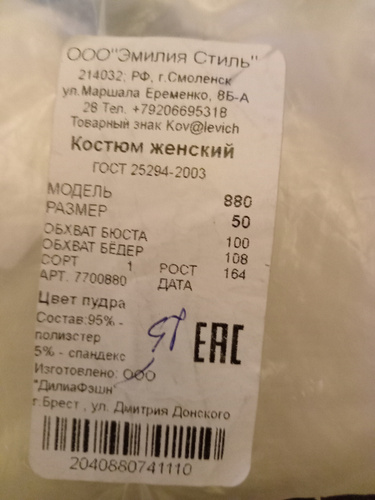 ООО"Эмилия Стиль"
214032; РФ, г.Смоленск
ул.Маршала Еременко, 8Б-А
28 Тел. +79206695318
Товарный знак Kov@levich
Костюм женский
ГОСТ 25294-2003
МОДЕЛЬ 880
РАЗМЕР 50
ОБХВАТ БЮСТА 100
ОБХВАТ БЁДЕР 108
СОРТ 1 РОСТ 164
АРТ. 7700880 ДАТА
Цвет пудра
Состав:95% -
полиэстер
5% - спандекс
ЕАС
Изготовлено: ООО
"ДилиаФэшн"
г.Брест , ул. Дмитрия Донского
2040880741110